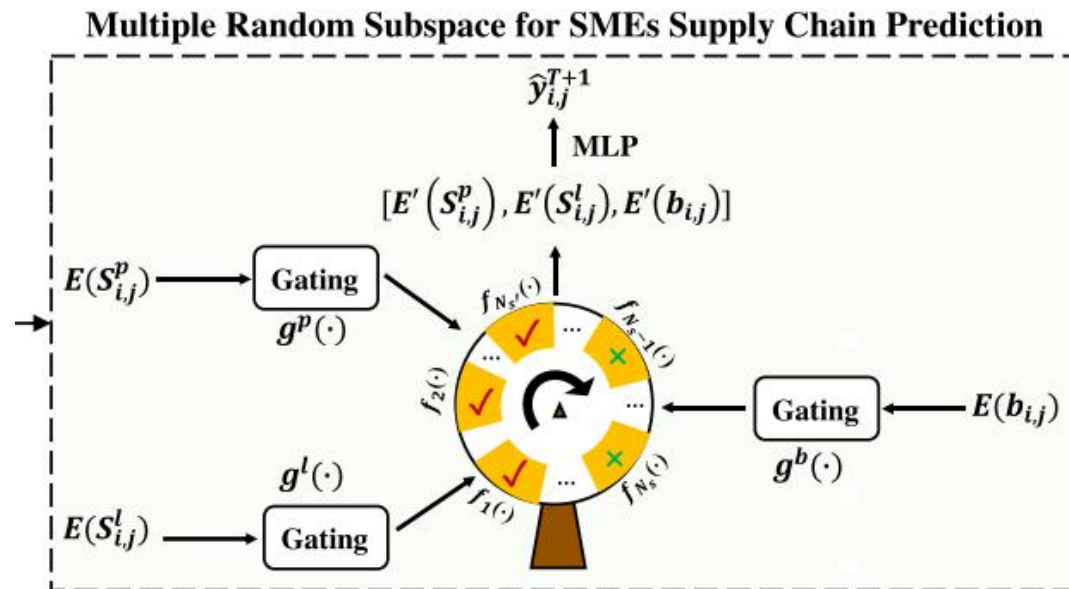 Multiple Random Subspace for SMEs Supply Chain Prediction
ŷ_{i,j}^{T+1}
MLP
[E′(S_{i,j}^{p}), E′(S_{i,j}^{l}), E′(b_{i,j})]
E(S_{i,j}^{p})
Gating
g^{p}(·)
f_{N_{s′}}(·)
...
f_{N_s−1}(·)
...
f_2(·)
...
Gating
E(b_{i,j})
g^{b}(·)
g^{l}(·)
f_1(·)
...
f_{N_s}(·)
E(S_{i,j}^{l})
Gating